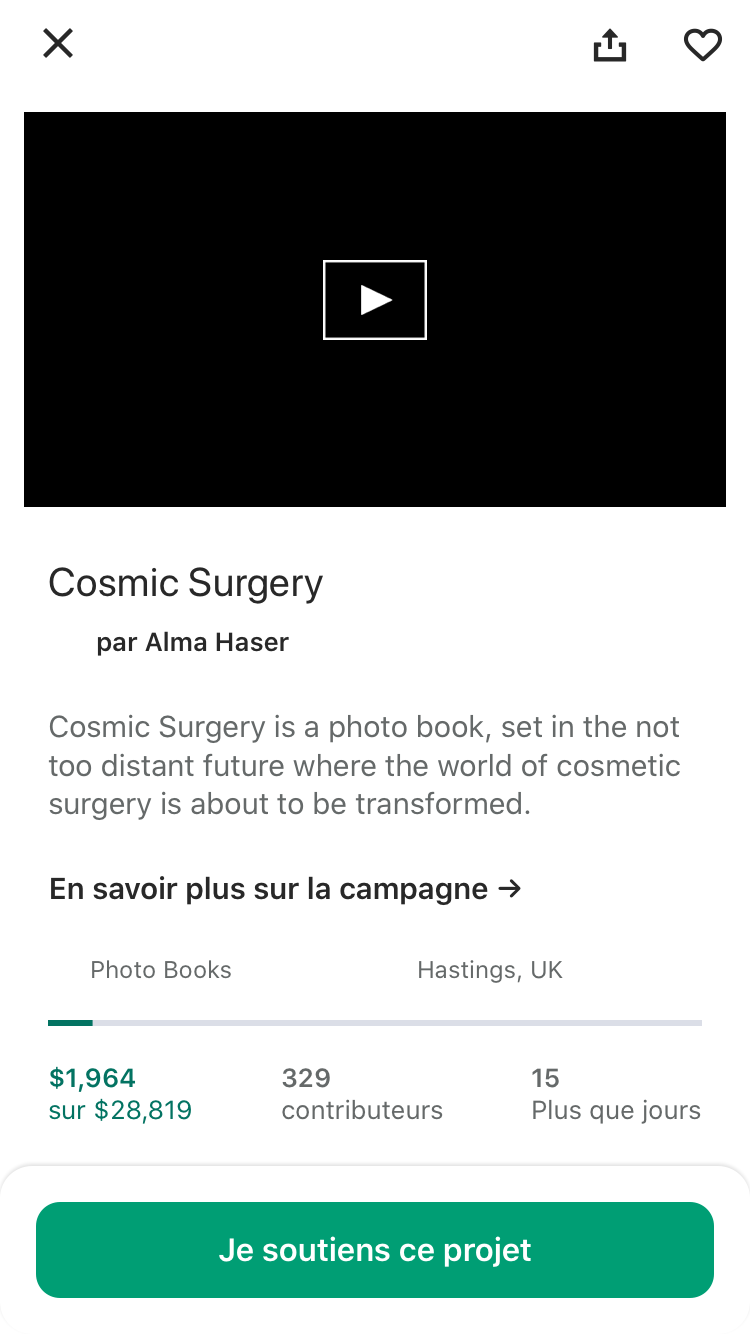 Cosmic Surgery
par Alma Haser
Cosmic Surgery is a photo book, set in the not
too distant future where the world of cosmetic
surgery is about to be transformed.
En savoir plus sur la campagne →
Photo Books
Hastings, UK
$1,964
sur $28,819
329
contributeurs
15
Plus que jours
Je soutiens ce projet